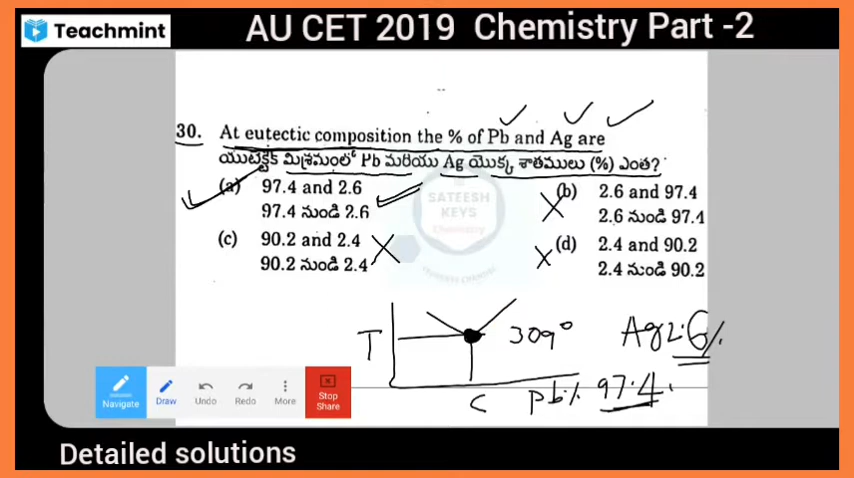 Teachmint
AU CET 2019 Chemistry Part -2
30. At eutectic composition the % of Pb and Ag are
యుటెక్టిక్ మిశ్రమంలో Pb మరియు Ag యొక్క శాతములు (%) ఎంత?
(a) 97.4 and 2.6
97.4 నుండి 2.6
(b) 2.6 and 97.4
2.6 నుండి 97.4
(c) 90.2 and 2.4
90.2 నుండి 2.4
(d) 2.4 and 90.2
2.4 నుండి 90.2
SATEESH
KEYS
Chemistry
T
309°
Ag 2.6%
C
Pb% 97.4
Navigate
Draw
Undo
Redo
More
Stop
Share
Detailed solutions